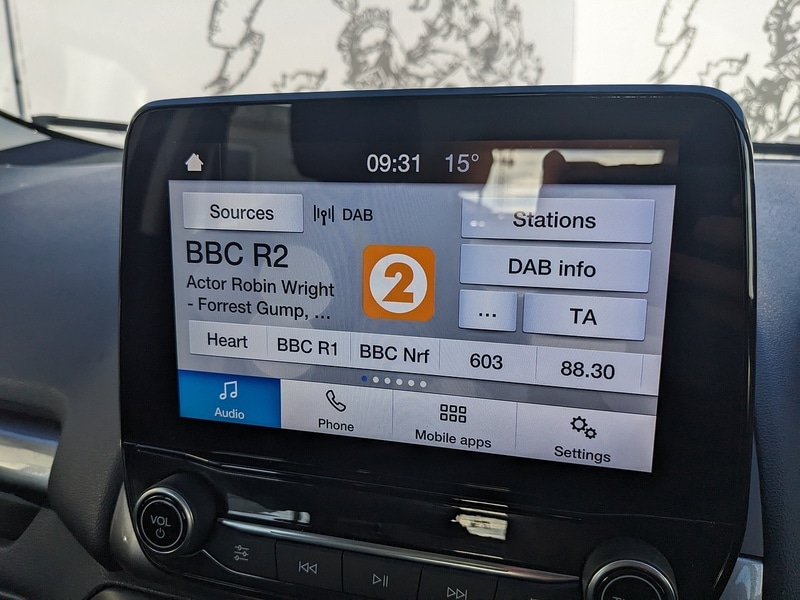 09:31 15°
Sources DAB Stations
BBC R2
2
DAB info
Actor Robin Wright
- Forrest Gump, ...
... TA
Heart BBC R1 BBC Nrf 603 88.30
Audio Phone Mobile apps Settings
VOL